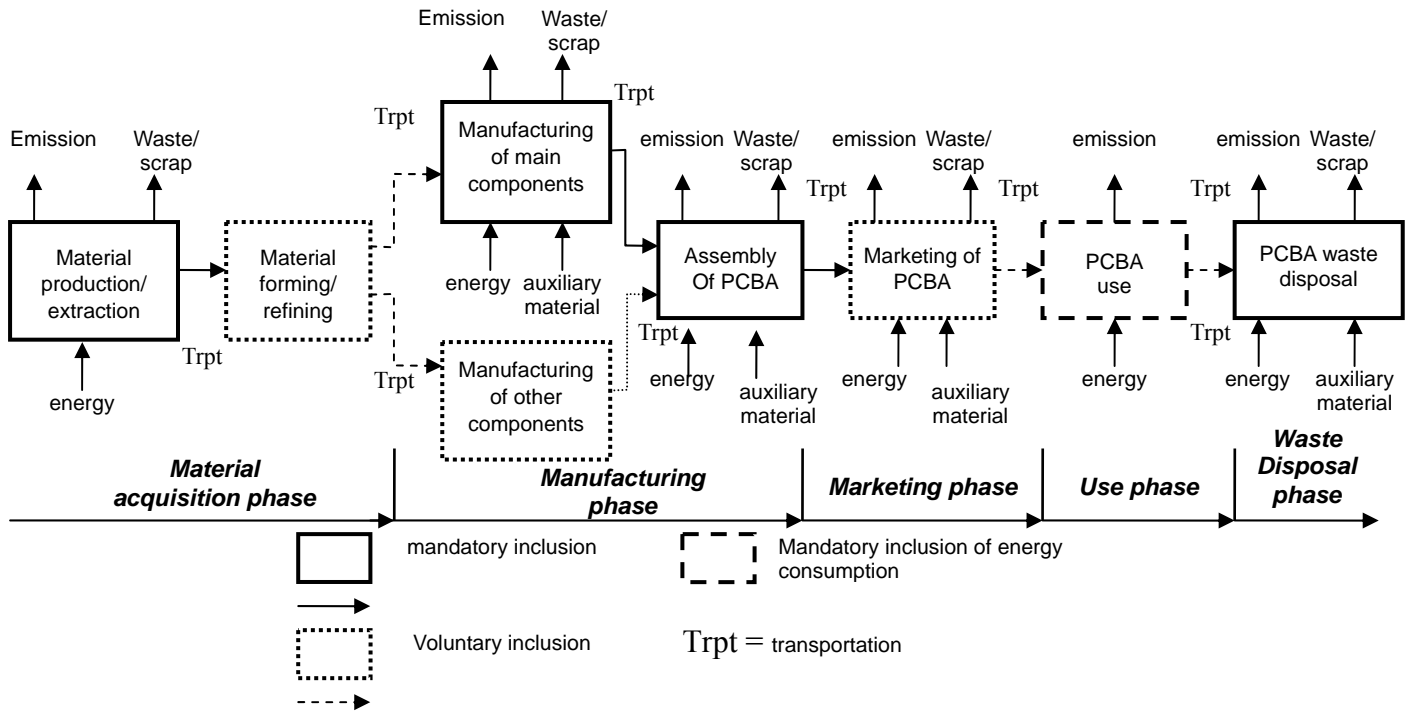 Emission
Waste/
scrap
Trpt
Trpt
Manufacturing
of main
components
energy
auxiliary
material
Emission
Waste/
scrap
Material
production/
extraction
energy
Trpt
Material
forming/
refining
Trpt
Manufacturing
of other
components
emission
Waste/
scrap
Assembly
Of PCBA
Trpt
energy
auxiliary
material
Trpt
emission
Waste/
scrap
Marketing of
PCBA
energy
auxiliary
material
Trpt
emission
PCBA
use
energy
Trpt
Trpt
emission
Waste/
scrap
PCBA waste
disposal
energy
auxiliary
material
Material
acquisition phase
Manufacturing
phase
Marketing phase
Use phase
Waste
Disposal
phase
mandatory inclusion
Mandatory inclusion of energy
consumption
Voluntary inclusion
Trpt = transportation